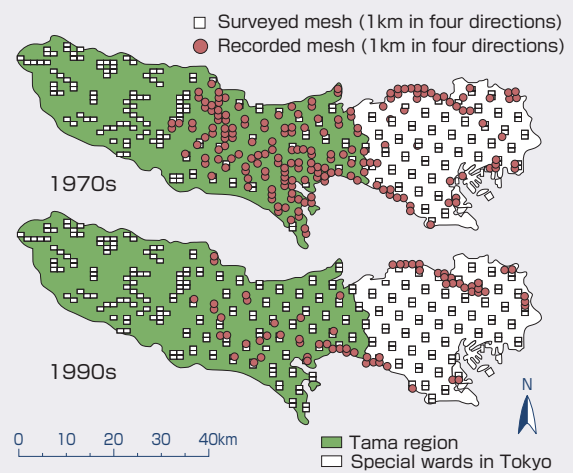 Surveyed mesh (1km in four directions)
Recorded mesh (1km in four directions)
1970s
1990s
N
0 10 20 30 40km
Tama region
Special wards in Tokyo